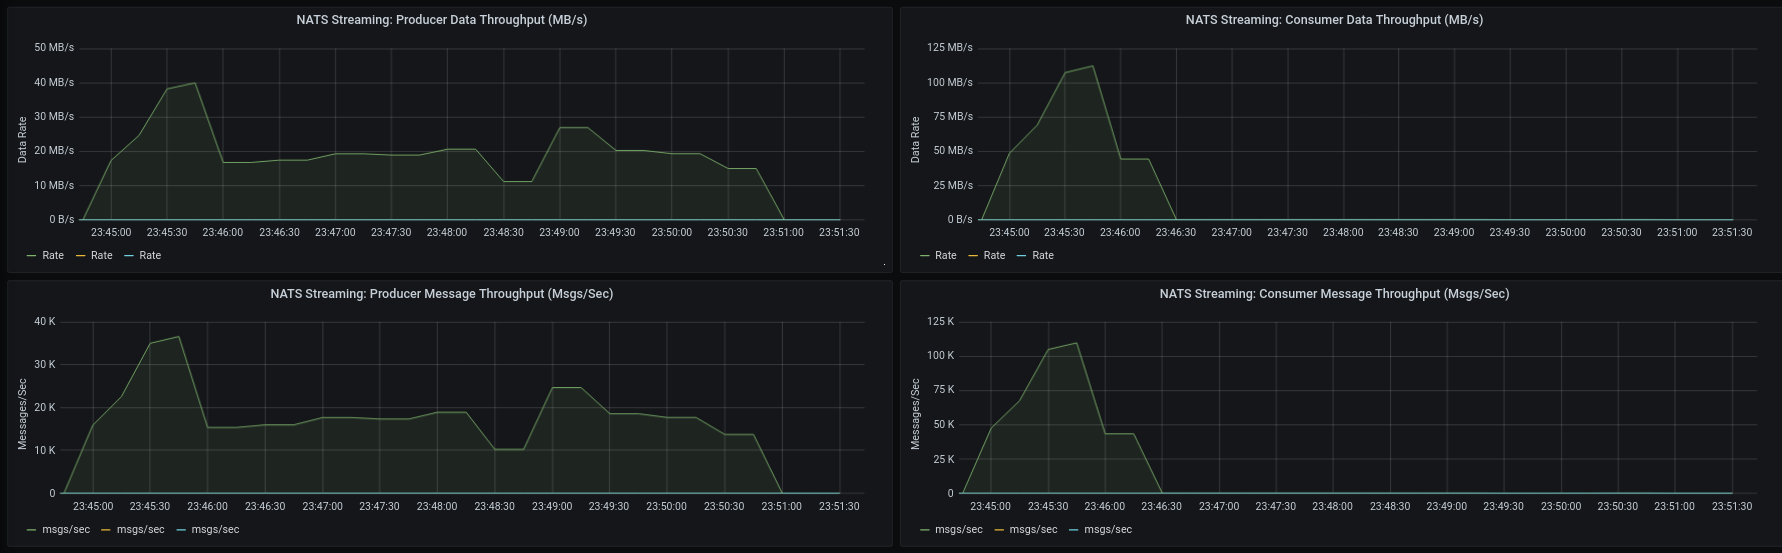 NATS Streaming: Producer Data Throughput (MB/s)
50 MB/s
40 MB/s
30 MB/s
20 MB/s
10 MB/s
0 B/s
Data Rate
23:45:00 23:45:30 23:46:00 23:46:30 23:47:00 23:47:30 23:48:00 23:48:30 23:49:00 23:49:30 23:50:00 23:50:30 23:51:00 23:51:30
Rate Rate Rate
NATS Streaming: Consumer Data Throughput (MB/s)
125 MB/s
100 MB/s
75 MB/s
50 MB/s
25 MB/s
0 B/s
Data Rate
23:45:00 23:45:30 23:46:00 23:46:30 23:47:00 23:47:30 23:48:00 23:48:30 23:49:00 23:49:30 23:50:00 23:50:30 23:51:00 23:51:30
Rate Rate Rate
NATS Streaming: Producer Message Throughput (Msgs/Sec)
40 K
30 K
20 K
10 K
0
Messages/Sec
23:45:00 23:45:30 23:46:00 23:46:30 23:47:00 23:47:30 23:48:00 23:48:30 23:49:00 23:49:30 23:50:00 23:50:30 23:51:00 23:51:30
msgs/sec msgs/sec msgs/sec
NATS Streaming: Consumer Message Throughput (Msgs/Sec)
125 K
100 K
75 K
50 K
25 K
0
Messages/Sec
23:45:00 23:45:30 23:46:00 23:46:30 23:47:00 23:47:30 23:48:00 23:48:30 23:49:00 23:49:30 23:50:00 23:50:30 23:51:00 23:51:30
msgs/sec msgs/sec msgs/sec